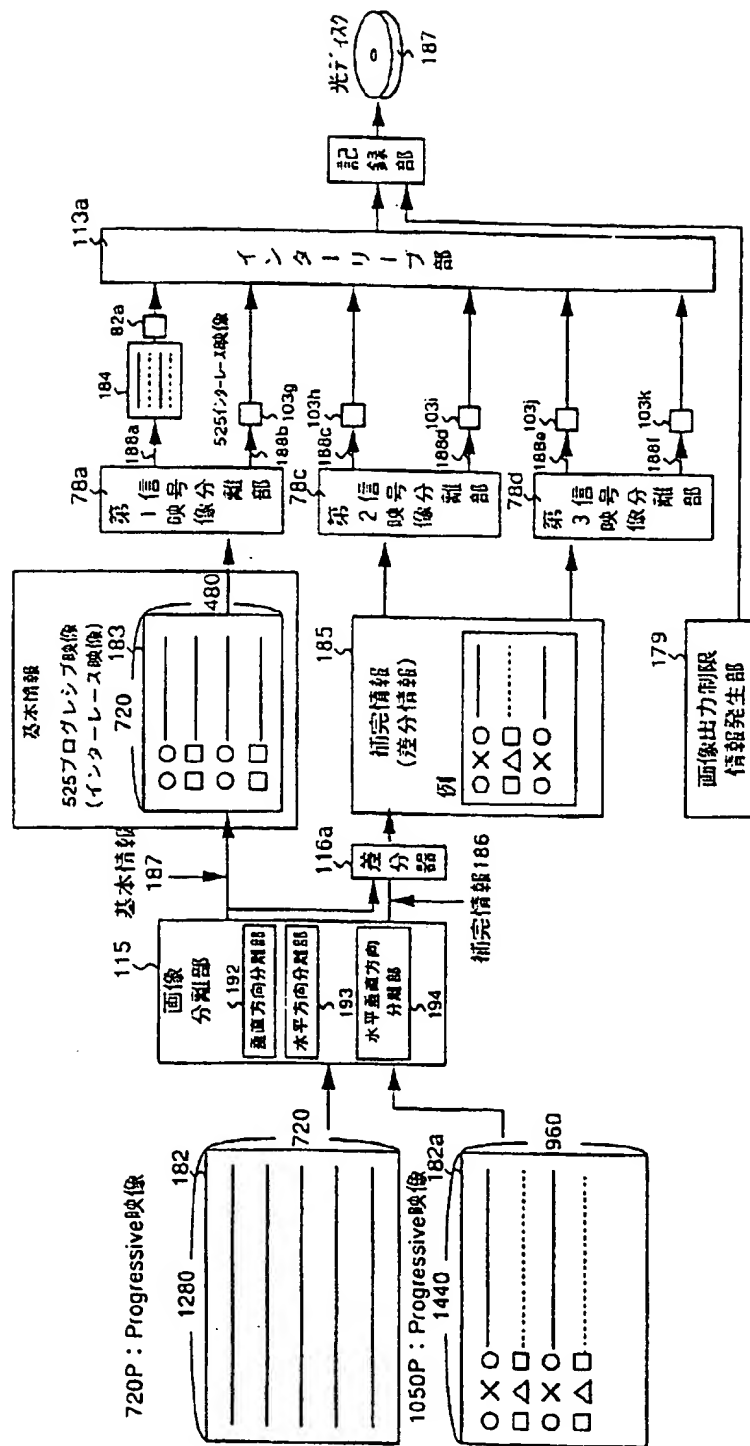 720P：Progressive映像
1280
182
720
1050P：Progressive映像
1440
182a
960
○×○
□△□
○×○
□△□
115
画像
分離部
192
垂直方向分離部
水平方向分離部
193
水平垂直方向
分離部
194
基本情報
187
116a
差分器
補完情報186
基本情報
525プログレシブ映像
(インターレース映像)
720
183
480
○○
□□
○○
□□
185
補完情報
(差分情報)
例
○×○
□△□
○×○
179
画像出力制限
情報発生部
78a
第1信号
映像分
離部
188a
184
82a
188b
525インターレース映像
103g
78c
第2信号
映像分
離部
188c
103h
188d
103i
78d
第3信号
映像分
離部
188e
103j
188f
103k
113a
インターリーブ部
記録部
光ディスク
187